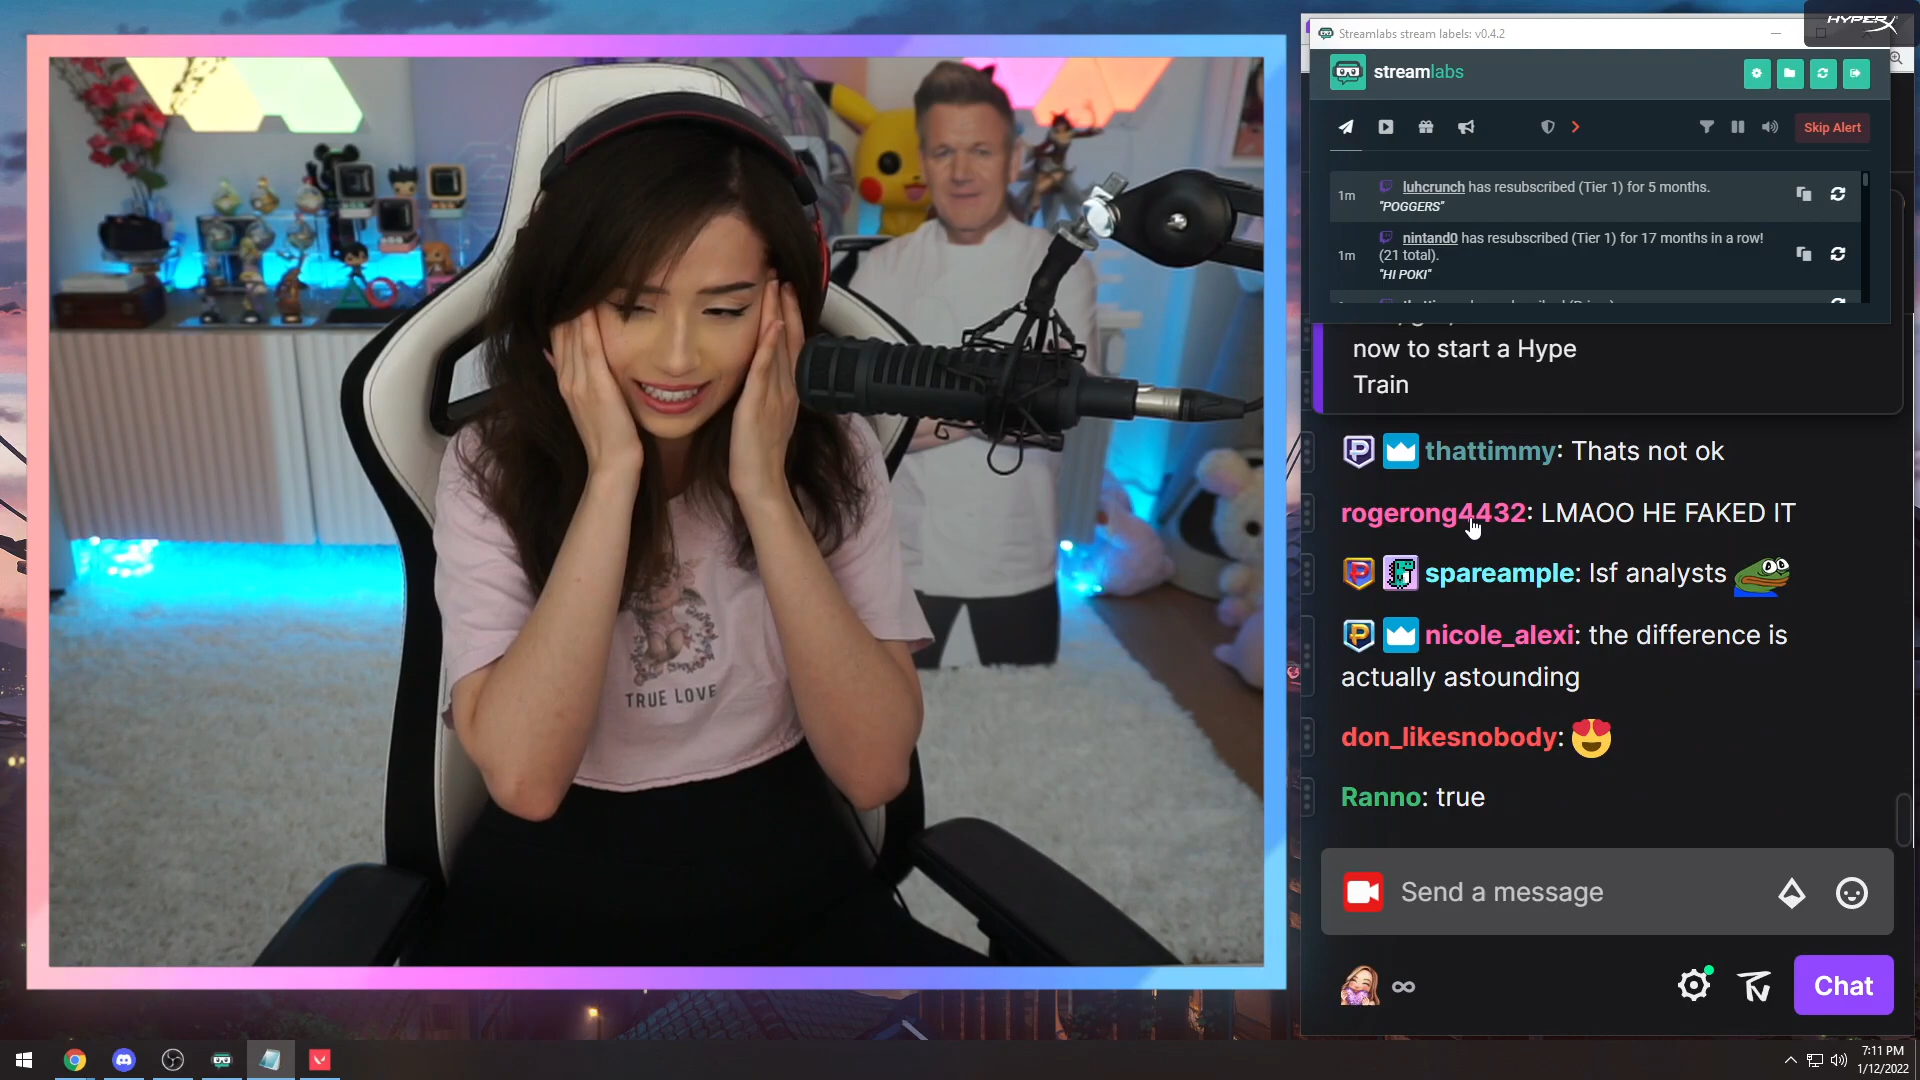 TRUE LOVE
HYPERX
Streamlabs stream labels: v0.4.2
streamlabs
Skip Alert
1m
luhcrunch has resubscribed (Tier 1) for 5 months.
"POGGERS"
nintand0 has resubscribed (Tier 1) for 17 months in a row!
1m
(21 total).
"HI POKI"
now to start a Hype
Train
thattimmy: Thats not ok
rogerong4432: LMAOO HE FAKED IT
spareample: lsf analysts
nicole_alexi: the difference is
actually astounding
don_likesnobody:
Ranno: true
Send a message
Chat
7:11 PM
1/12/2022